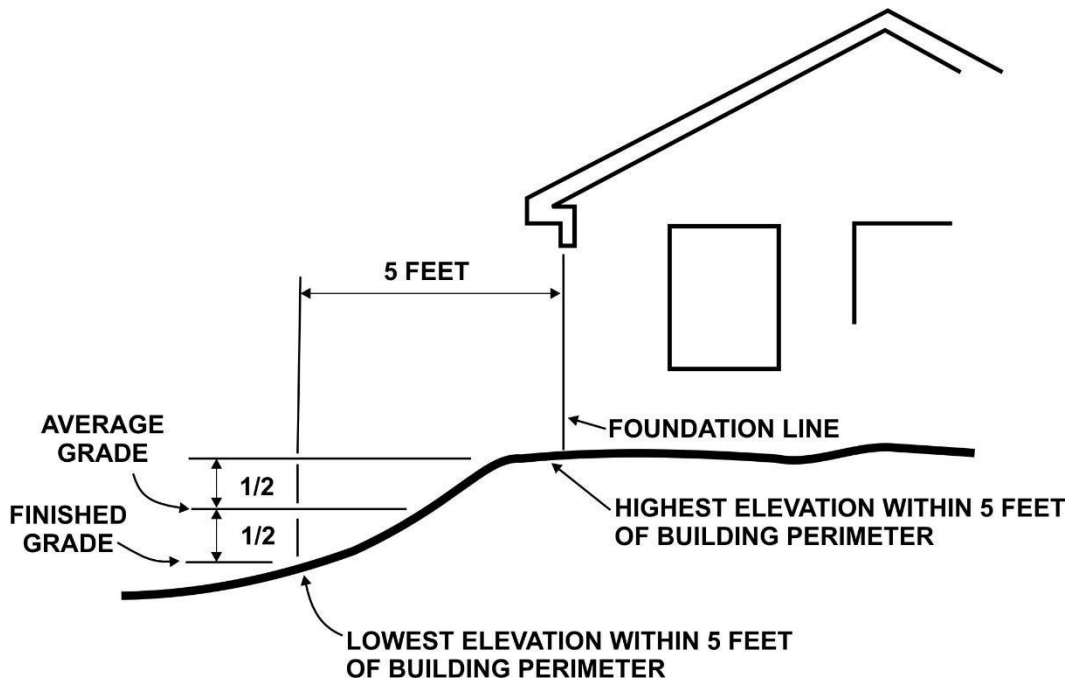 5 FEET
AVERAGE
GRADE
FOUNDATION LINE
1/2
HIGHEST ELEVATION WITHIN 5 FEET
OF BUILDING PERIMETER
FINISHED
GRADE
1/2
LOWEST ELEVATION WITHIN 5 FEET
OF BUILDING PERIMETER